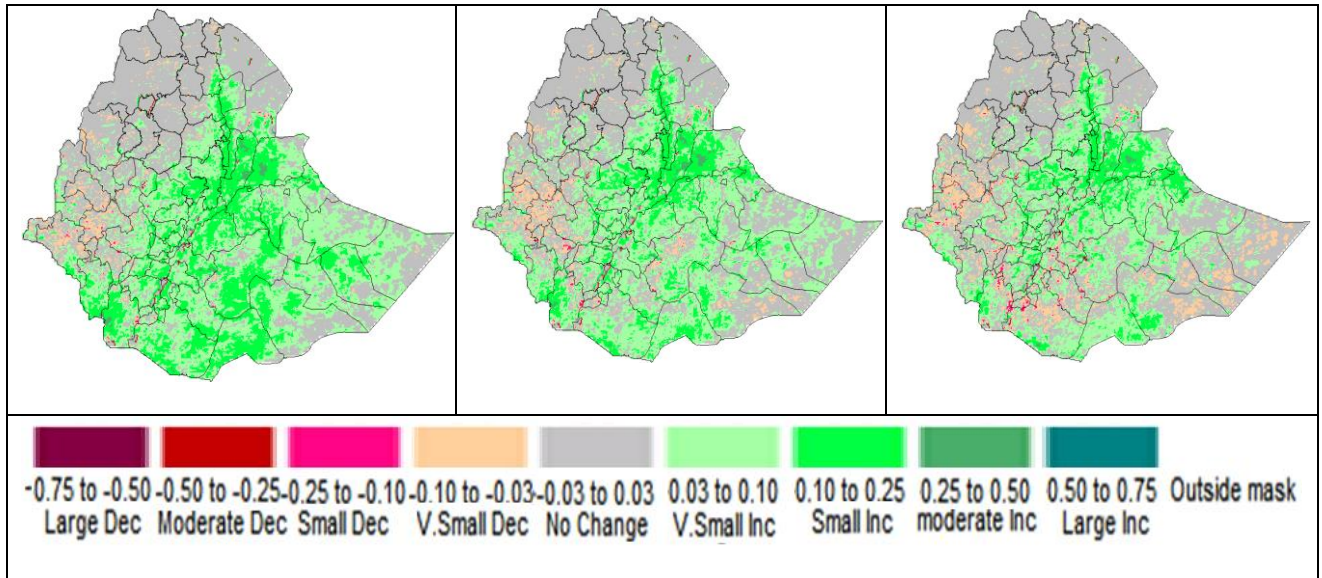 -0.75 to -0.50 -0.50 to -0.25 -0.25 to -0.10 -0.10 to -0.03 -0.03 to 0.03 0.03 to 0.10 0.10 to 0.25 0.25 to 0.50 0.50 to 0.75 Outside mask
Large Dec Moderate Dec Small Dec V.Small Dec No Change V.Small Inc Small Inc moderate Inc Large Inc